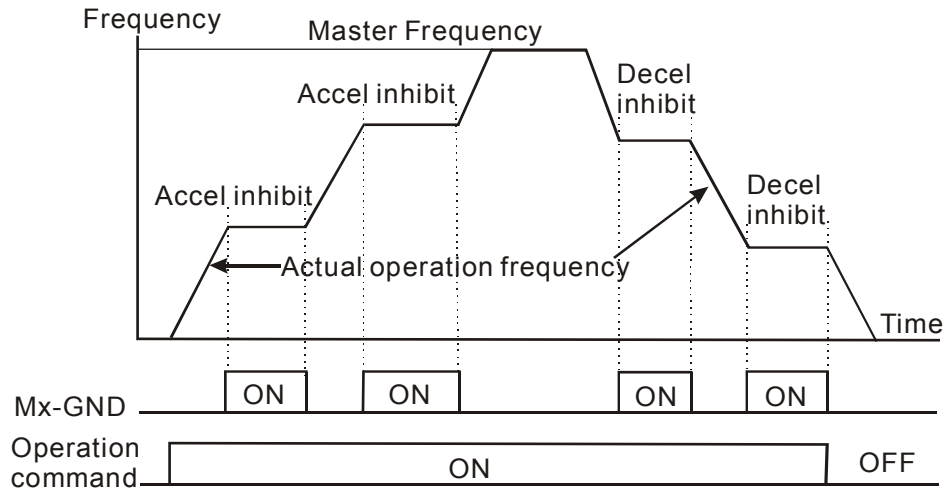 Frequency
Master Frequency
Accel inhibit
Decel
inhibit
Accel inhibit
Decel
inhibit
Actual operation frequency
Time
Mx-GND
ON
ON
ON
ON
Operation
command
ON
OFF